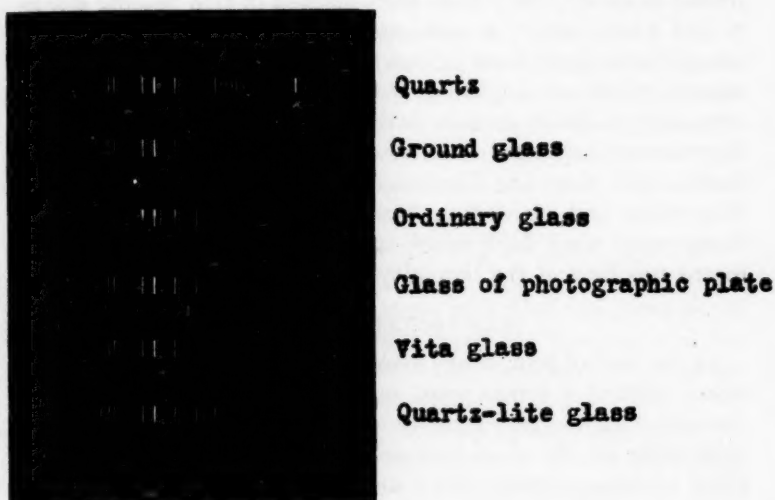 Quartz
Ground glass
Ordinary glass
Glass of photographic plate
Vita glass
Quartz-lite glass